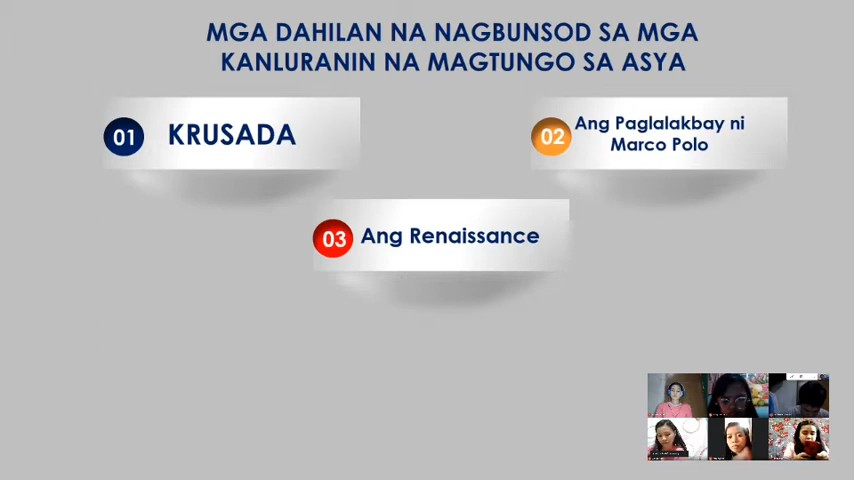 MGA DAHILAN NA NAGBUNSOD SA MGA
KANLURANIN NA MAGTUNGO SA ASYA
01 KRUSADA
02 Ang Paglalakbay ni
Marco Polo
03 Ang Renaissance